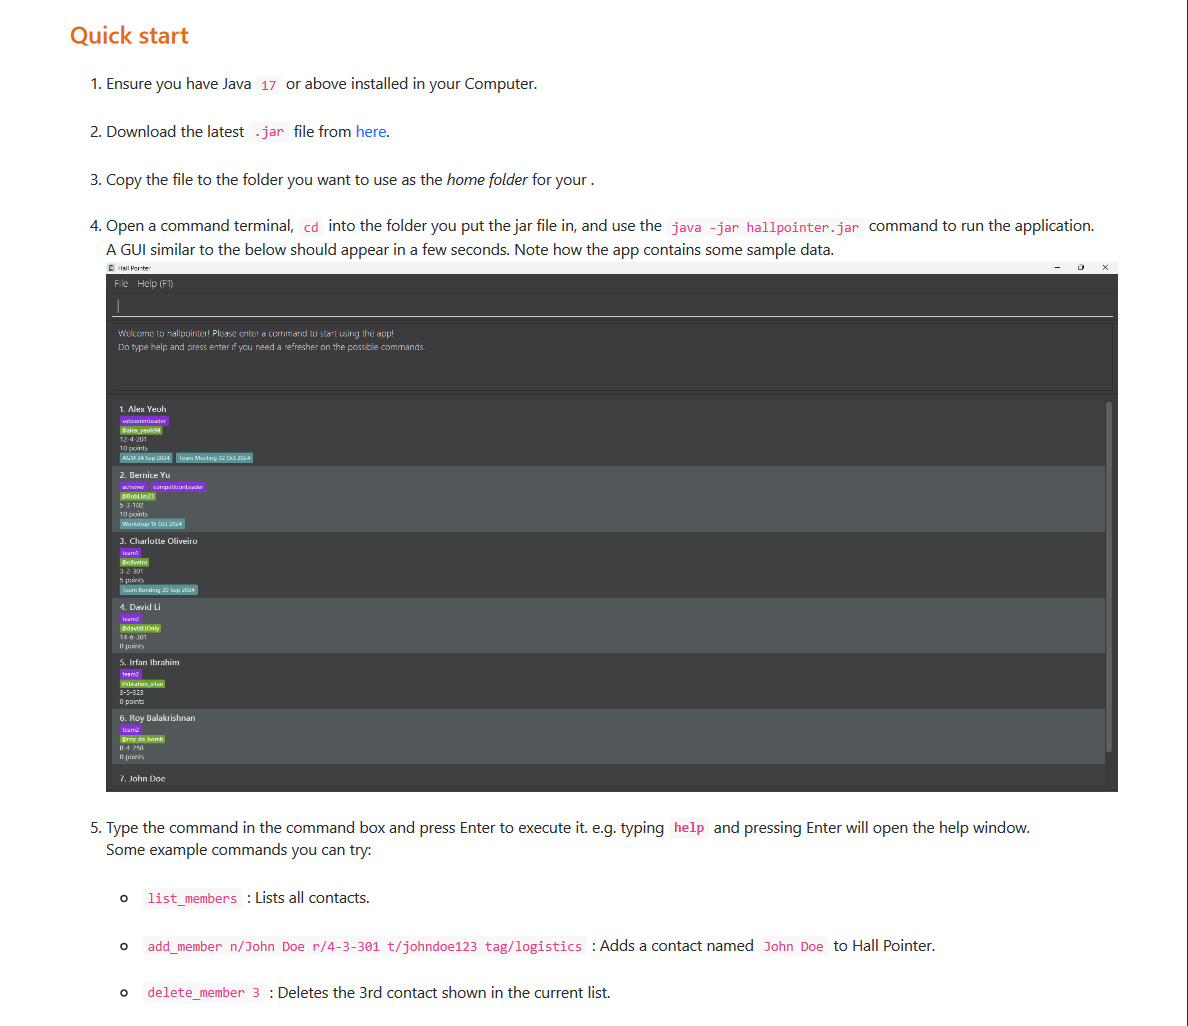 Quick start
1. Ensure you have Java 17 or above installed in your Computer.
2. Download the latest .jar file from here.
3. Copy the file to the folder you want to use as the home folder for your .
4. Open a command terminal, cd into the folder you put the jar file in, and use the java -jar hallpointer.jar command to run the application.
A GUI similar to the below should appear in a few seconds. Note how the app contains some sample data.
Hall Pointer
File Help (F1)
Welcome to hallpointer! Please enter a command to start using the app!
Do type help and press enter if you need a refresher on the possible commands.
1. Alex Yeoh
subcommLeader
@alex_yeoh98
12-4-201
10 points
AGM 24 Sep 2024 Team Meeting 02 Oct 2024
2. Bernice Yu
achiever competitionLeader
@BobLim23
5-3-102
10 points
Workshop 15 Oct 2024
3. Charlotte Oliveiro
team1
@oliveiro
3-2-301
5 points
Team Bonding 20 Sep 2024
4. David Li
@davidLiOnly
14-6-301
0 points
5. Irfan Ibrahim
team2
@ibrahim_irfan
3-5-323
0 points
6. Roy Balakrishnan
team2
@roy_da_bomb
8-4-258
0 points
7. John Doe
5. Type the command in the command box and press Enter to execute it. e.g. typing help and pressing Enter will open the help window.
Some example commands you can try:
list_members : Lists all contacts.
add_member n/John Doe r/4-3-301 t/johndoe123 tag/logistics : Adds a contact named John Doe to Hall Pointer.
delete_member 3 : Deletes the 3rd contact shown in the current list.